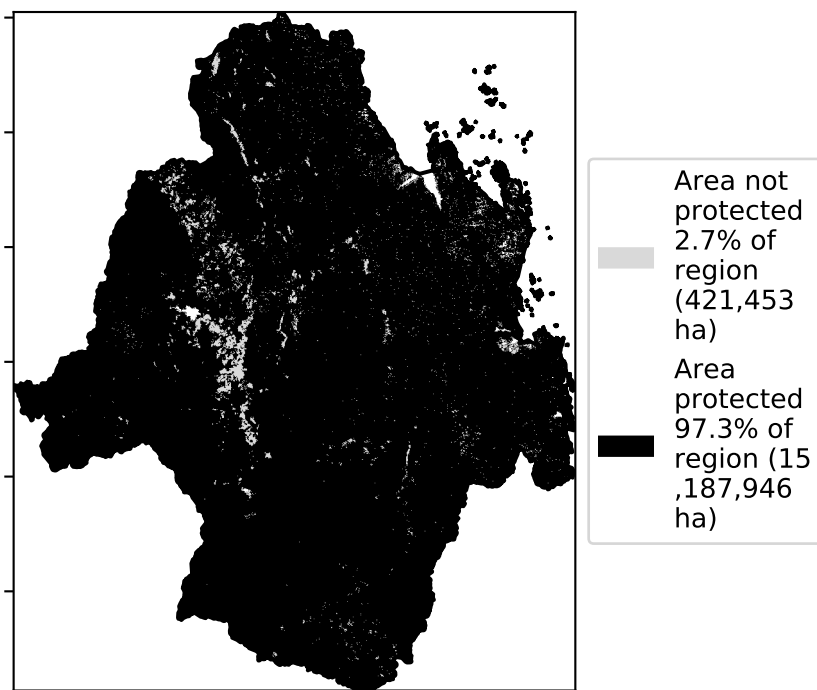 Area not
protected
2.7% of
region
(421,453
ha)
Area
protected
97.3% of
region (15
,187,946
ha)